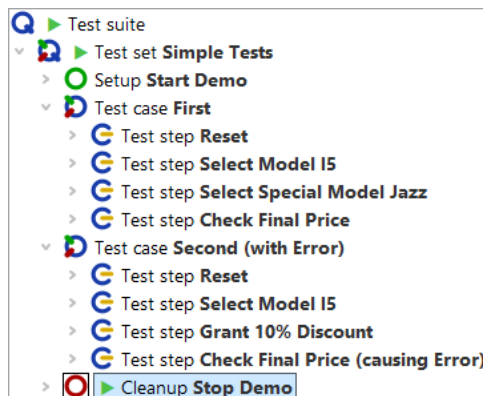 Test suite
Test set Simple Tests
Setup Start Demo
Test case First
Test step Reset
Test step Select Model I5
Test step Select Special Model Jazz
Test step Check Final Price
Test case Second (with Error)
Test step Reset
Test step Select Model I5
Test step Grant 10% Discount
Test step Check Final Price (causing Error)
Cleanup Stop Demo